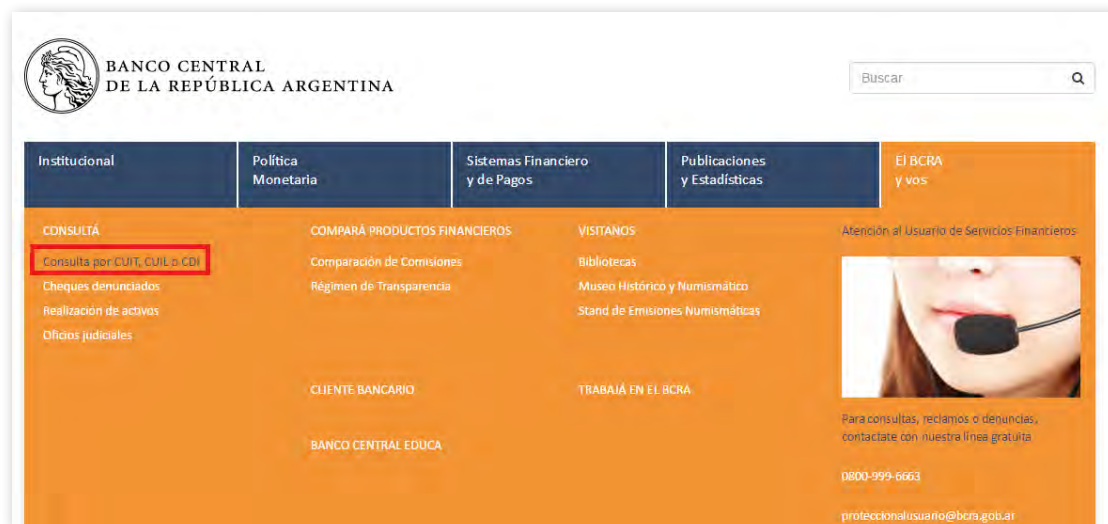 BANCO CENTRAL
DE LA REPÚBLICA ARGENTINA
Buscar
Institucional
Política
Monetaria
Sistemas Financiero
y de Pagos
Publicaciones
y Estadísticas
El BCRA
y vos
CONSULTÁ
Consulta por CUIT, CUIL o CDI
Cheques denunciados
Realización de activos
Oficios judiciales
COMPARÁ PRODUCTOS FINANCIEROS
Comparación de Comisiones
Régimen de Transparencia
CLIENTE BANCARIO
BANCO CENTRAL EDUCA
VISITANOS
Bibliotecas
Museo Histórico y Numismático
Stand de Emisiones Numismáticas
TRABAJÁ EN EL BCRA
Atención al Usuario de Servicios Financieros
Para consultas, reclamos o denuncias,
contactate con nuestra línea gratuita
0800-999-6663
proteccionalusuario@bcra.gob.ar